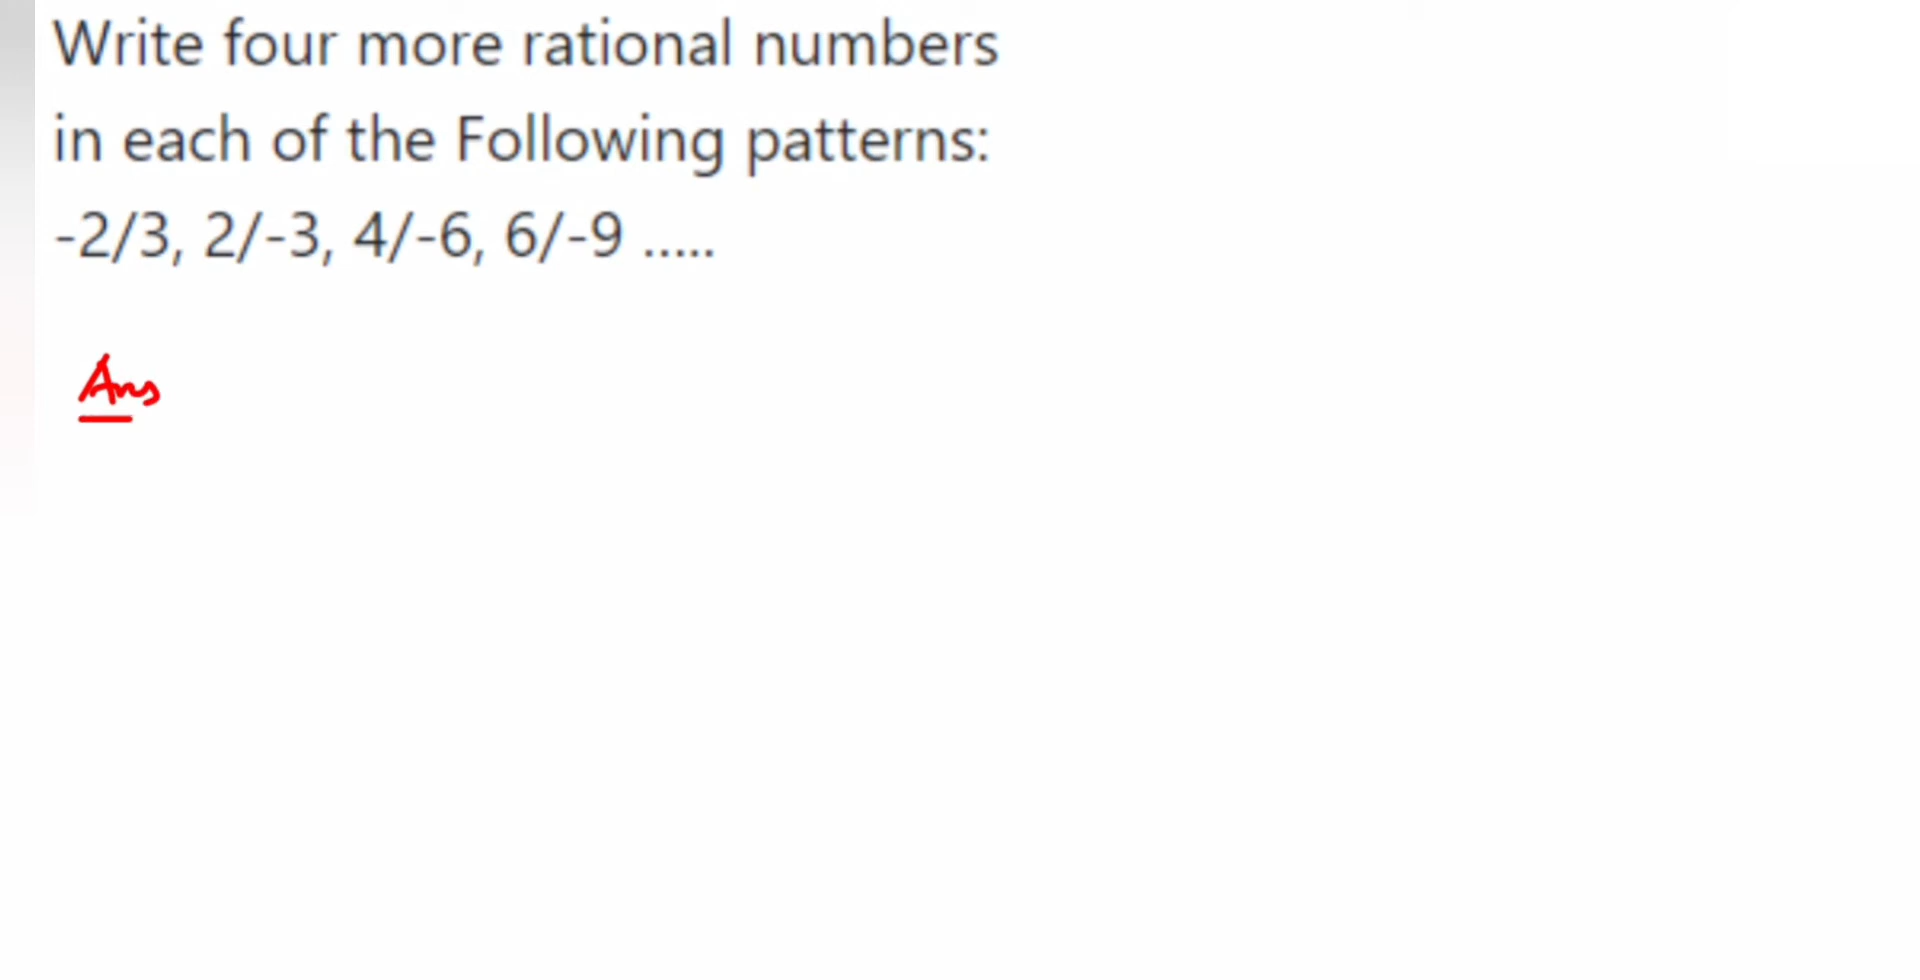 Write four more rational numbers
in each of the Following patterns:
-2/3, 2/-3, 4/-6, 6/-9 .....
Ans